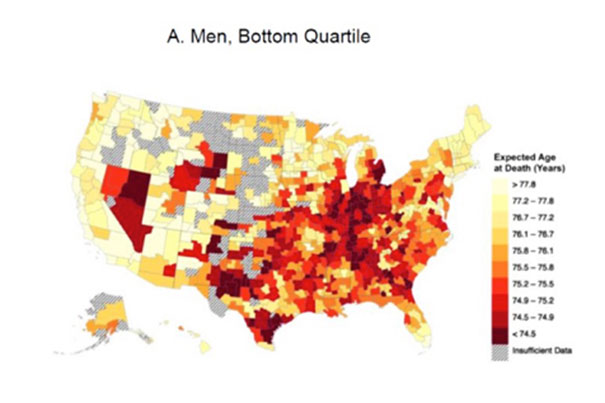 A. Men, Bottom Quartile
Expected Age
at Death (Years)
> 77.8
77.2 – 77.8
76.7 – 77.2
76.1 – 76.7
75.8 – 76.1
75.5 – 75.8
75.2 – 75.5
74.9 – 75.2
74.5 – 74.9
< 74.5
Insufficient Data